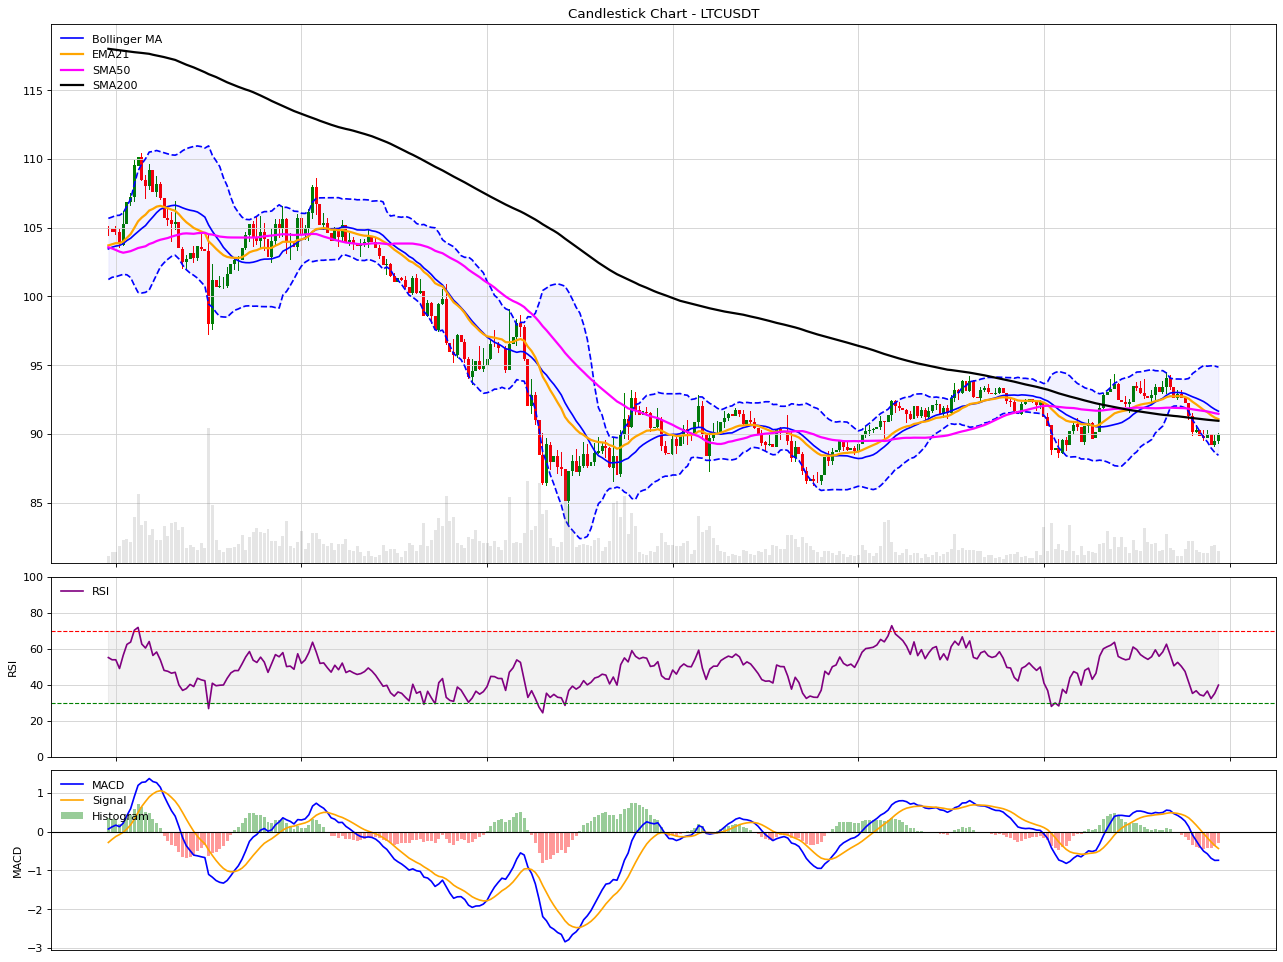 Candlestick Chart - LTCUSDT
Bollinger MA
EMA21
SMA50
SMA200
115
110
105
100
95
90
85
RSI
100
80
60
40
20
0
RSI
MACD
Signal
Histogram
1
0
−1
−2
−3
MACD